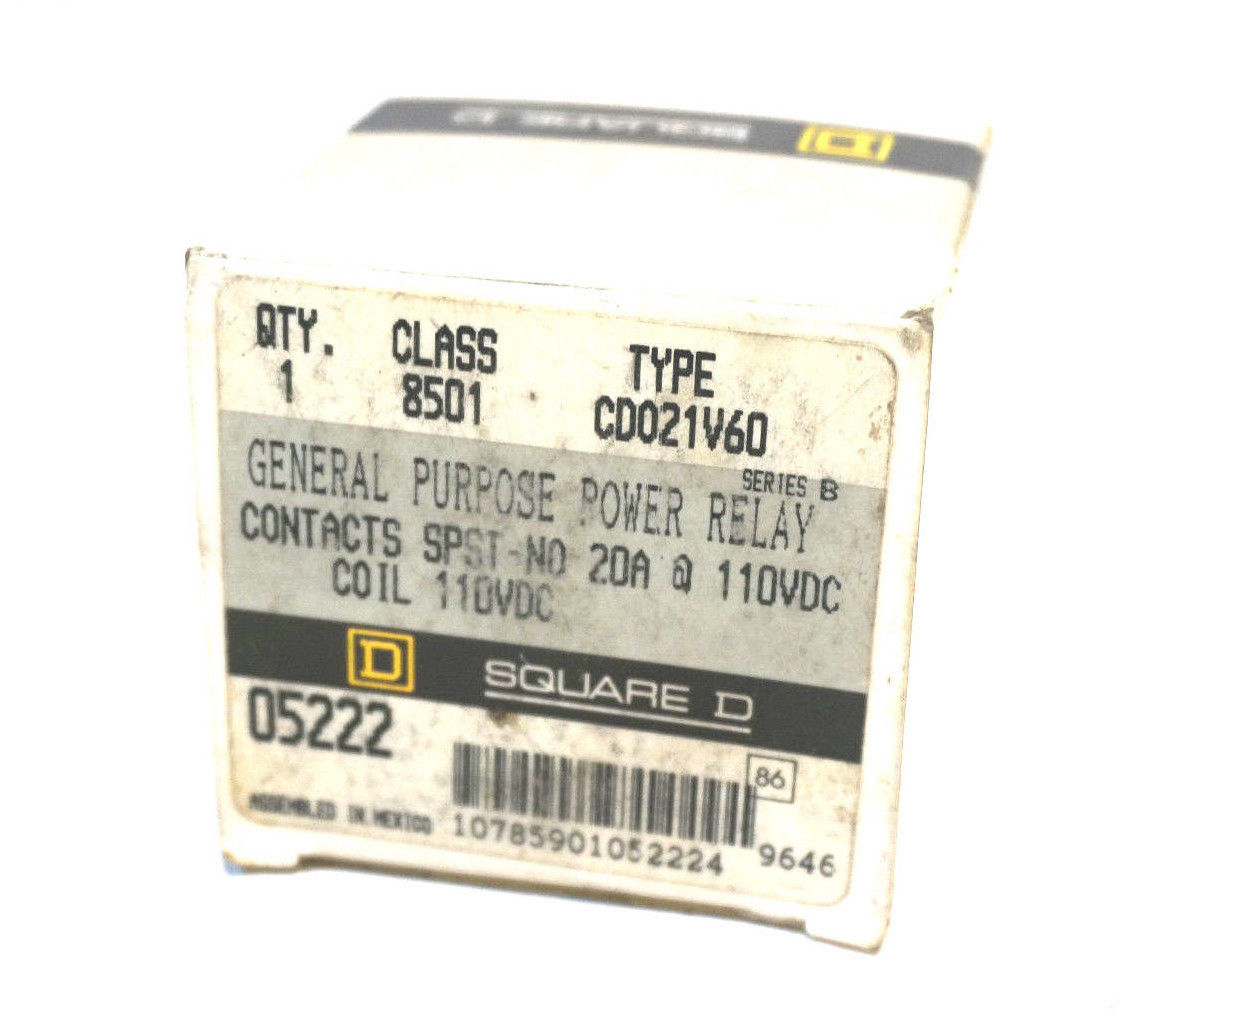 SQUARE D
D
QTY. CLASS TYPE
1 8501 CDO21V60
SERIES B
GENERAL PURPOSE POWER RELAY
CONTACTS SPST-NO 20A @ 110VDC
COIL 110VDC
D SQUARE D
05222
86
ASSEMBLED IN MEXICO
10785901052224
9646